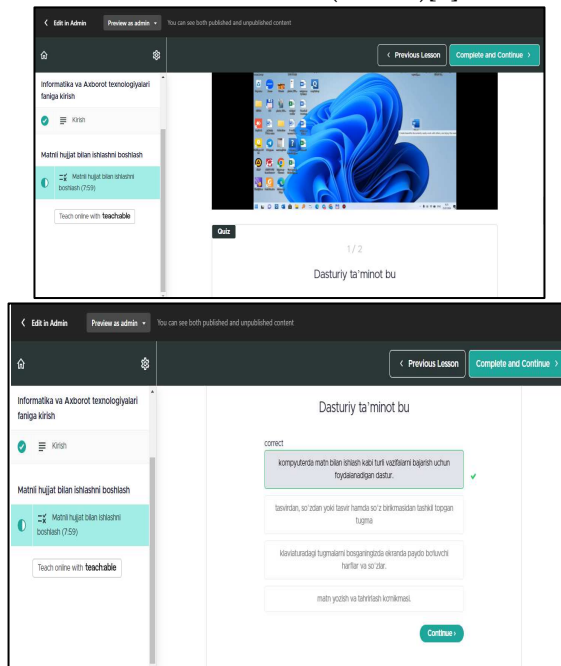 Edit in Admin
Preview as admin
You can see both published and unpublished content
Previous Lesson
Complete and Continue
Informatika va Axborot texnologiyalari
faniga kirish
Kirish
Matnli hujjat bilan ishlashni boshlash
Matnli hujjat bilan ishlashni
boshlash (7:59)
Teach online with teachable
Quiz
1 / 2
Dasturiy ta'minot bu
Edit in Admin
Preview as admin
You can see both published and unpublished content
Previous Lesson
Complete and Continue
Informatika va Axborot texnologiyalari
faniga kirish
Kirish
Matnli hujjat bilan ishlashni boshlash
Matnli hujjat bilan ishlashni
boshlash (7:59)
Teach online with teachable
Dasturiy ta'minot bu
correct
kompyuterda matn bilan ishlash kabi turli vazifalarni bajarish uchun
foydalanadigan dastur.
tasvirdan, so'zdan yoki tasvir hamda so'z birikmasidan tashkil topgan
tugma
klaviaturadagi tugmalarni bosganingizda ekranda paydo bo'luvchi
harflar va so'zlar.
matn yozish va tahrirlash ko'nikmasi.
Continue